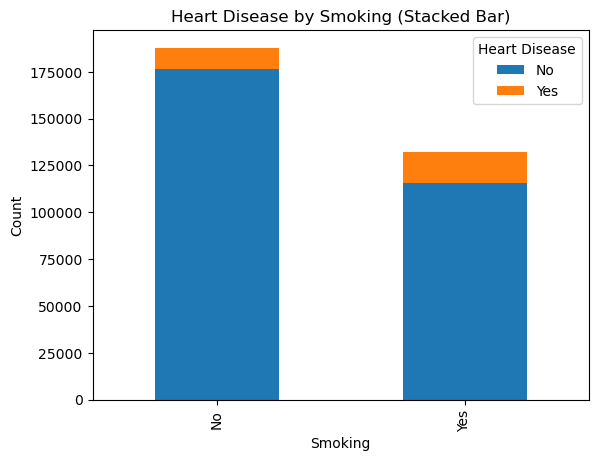 Heart Disease by Smoking (Stacked Bar)
Heart Disease
No
Yes
175000
150000
125000
100000
75000
50000
25000
0
Count
No
Yes
Smoking